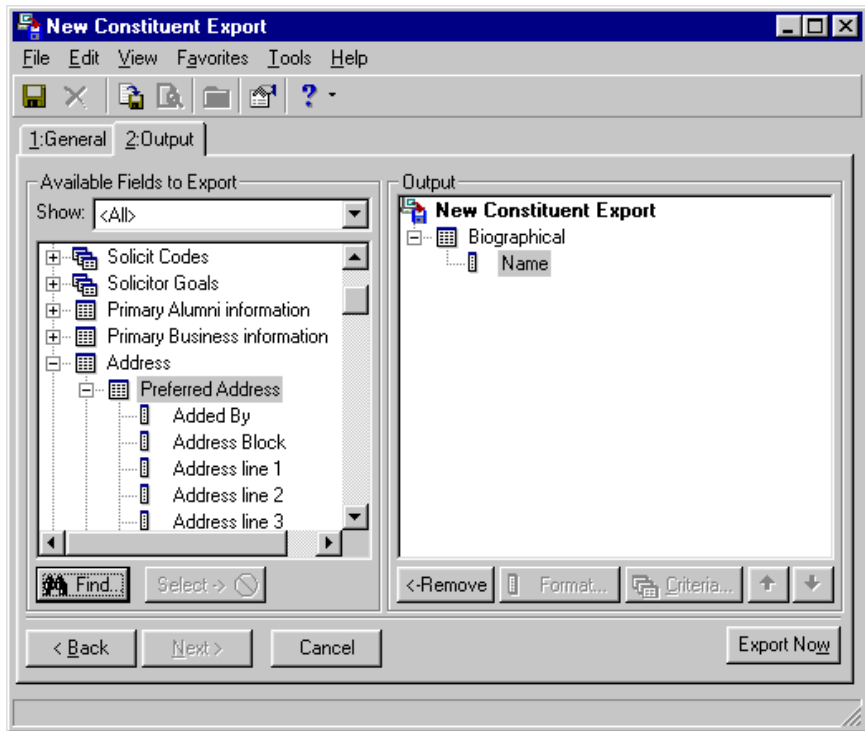 New Constituent Export
File Edit View Favorites Tools Help
?
1:General 2:Output
Available Fields to Export
Show: <All>
Solicit Codes
Solicitor Goals
Primary Alumni information
Primary Business information
Address
Preferred Address
Added By
Address Block
Address line 1
Address line 2
Address line 3
Find...
Select ->
Output
New Constituent Export
Biographical
Name
<-Remove
Format...
Criteria...
< Back
Next >
Cancel
Export Now